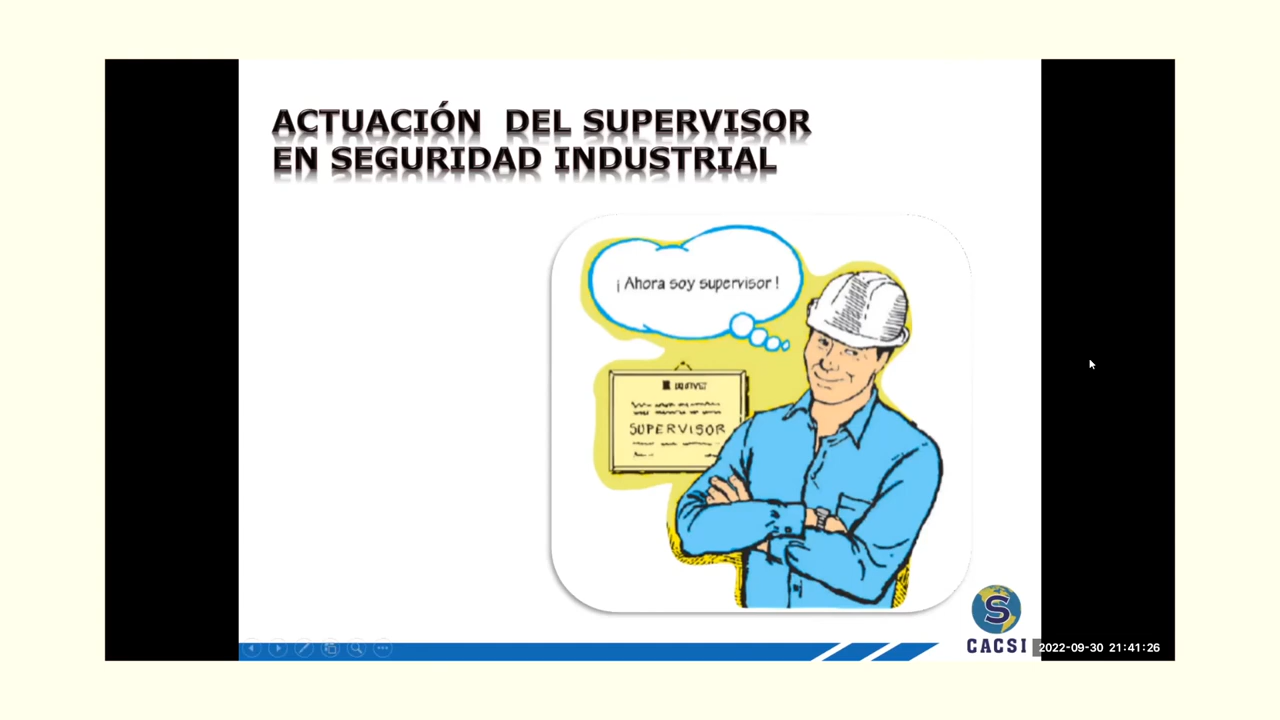 ACTUACIÓN DEL SUPERVISOR
EN SEGURIDAD INDUSTRIAL
¡ Ahora soy supervisor !
SUPERVISOR
S
CACSI
2022-09-30 21:41:26